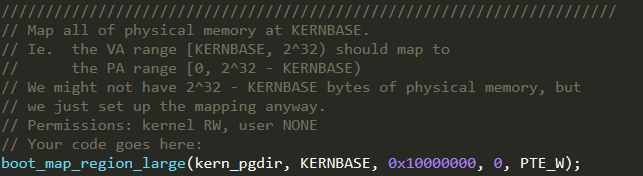 //////////////////////////////////////////////////////////////////////
// Map all of physical memory at KERNBASE.
// Ie.  the VA range [KERNBASE, 2^32) should map to
//      the PA range [0, 2^32 - KERNBASE)
// We might not have 2^32 - KERNBASE bytes of physical memory, but
// we just set up the mapping anyway.
// Permissions: kernel RW, user NONE
// Your code goes here:
boot_map_region_large(kern_pgdir, KERNBASE, 0x10000000, 0, PTE_W);